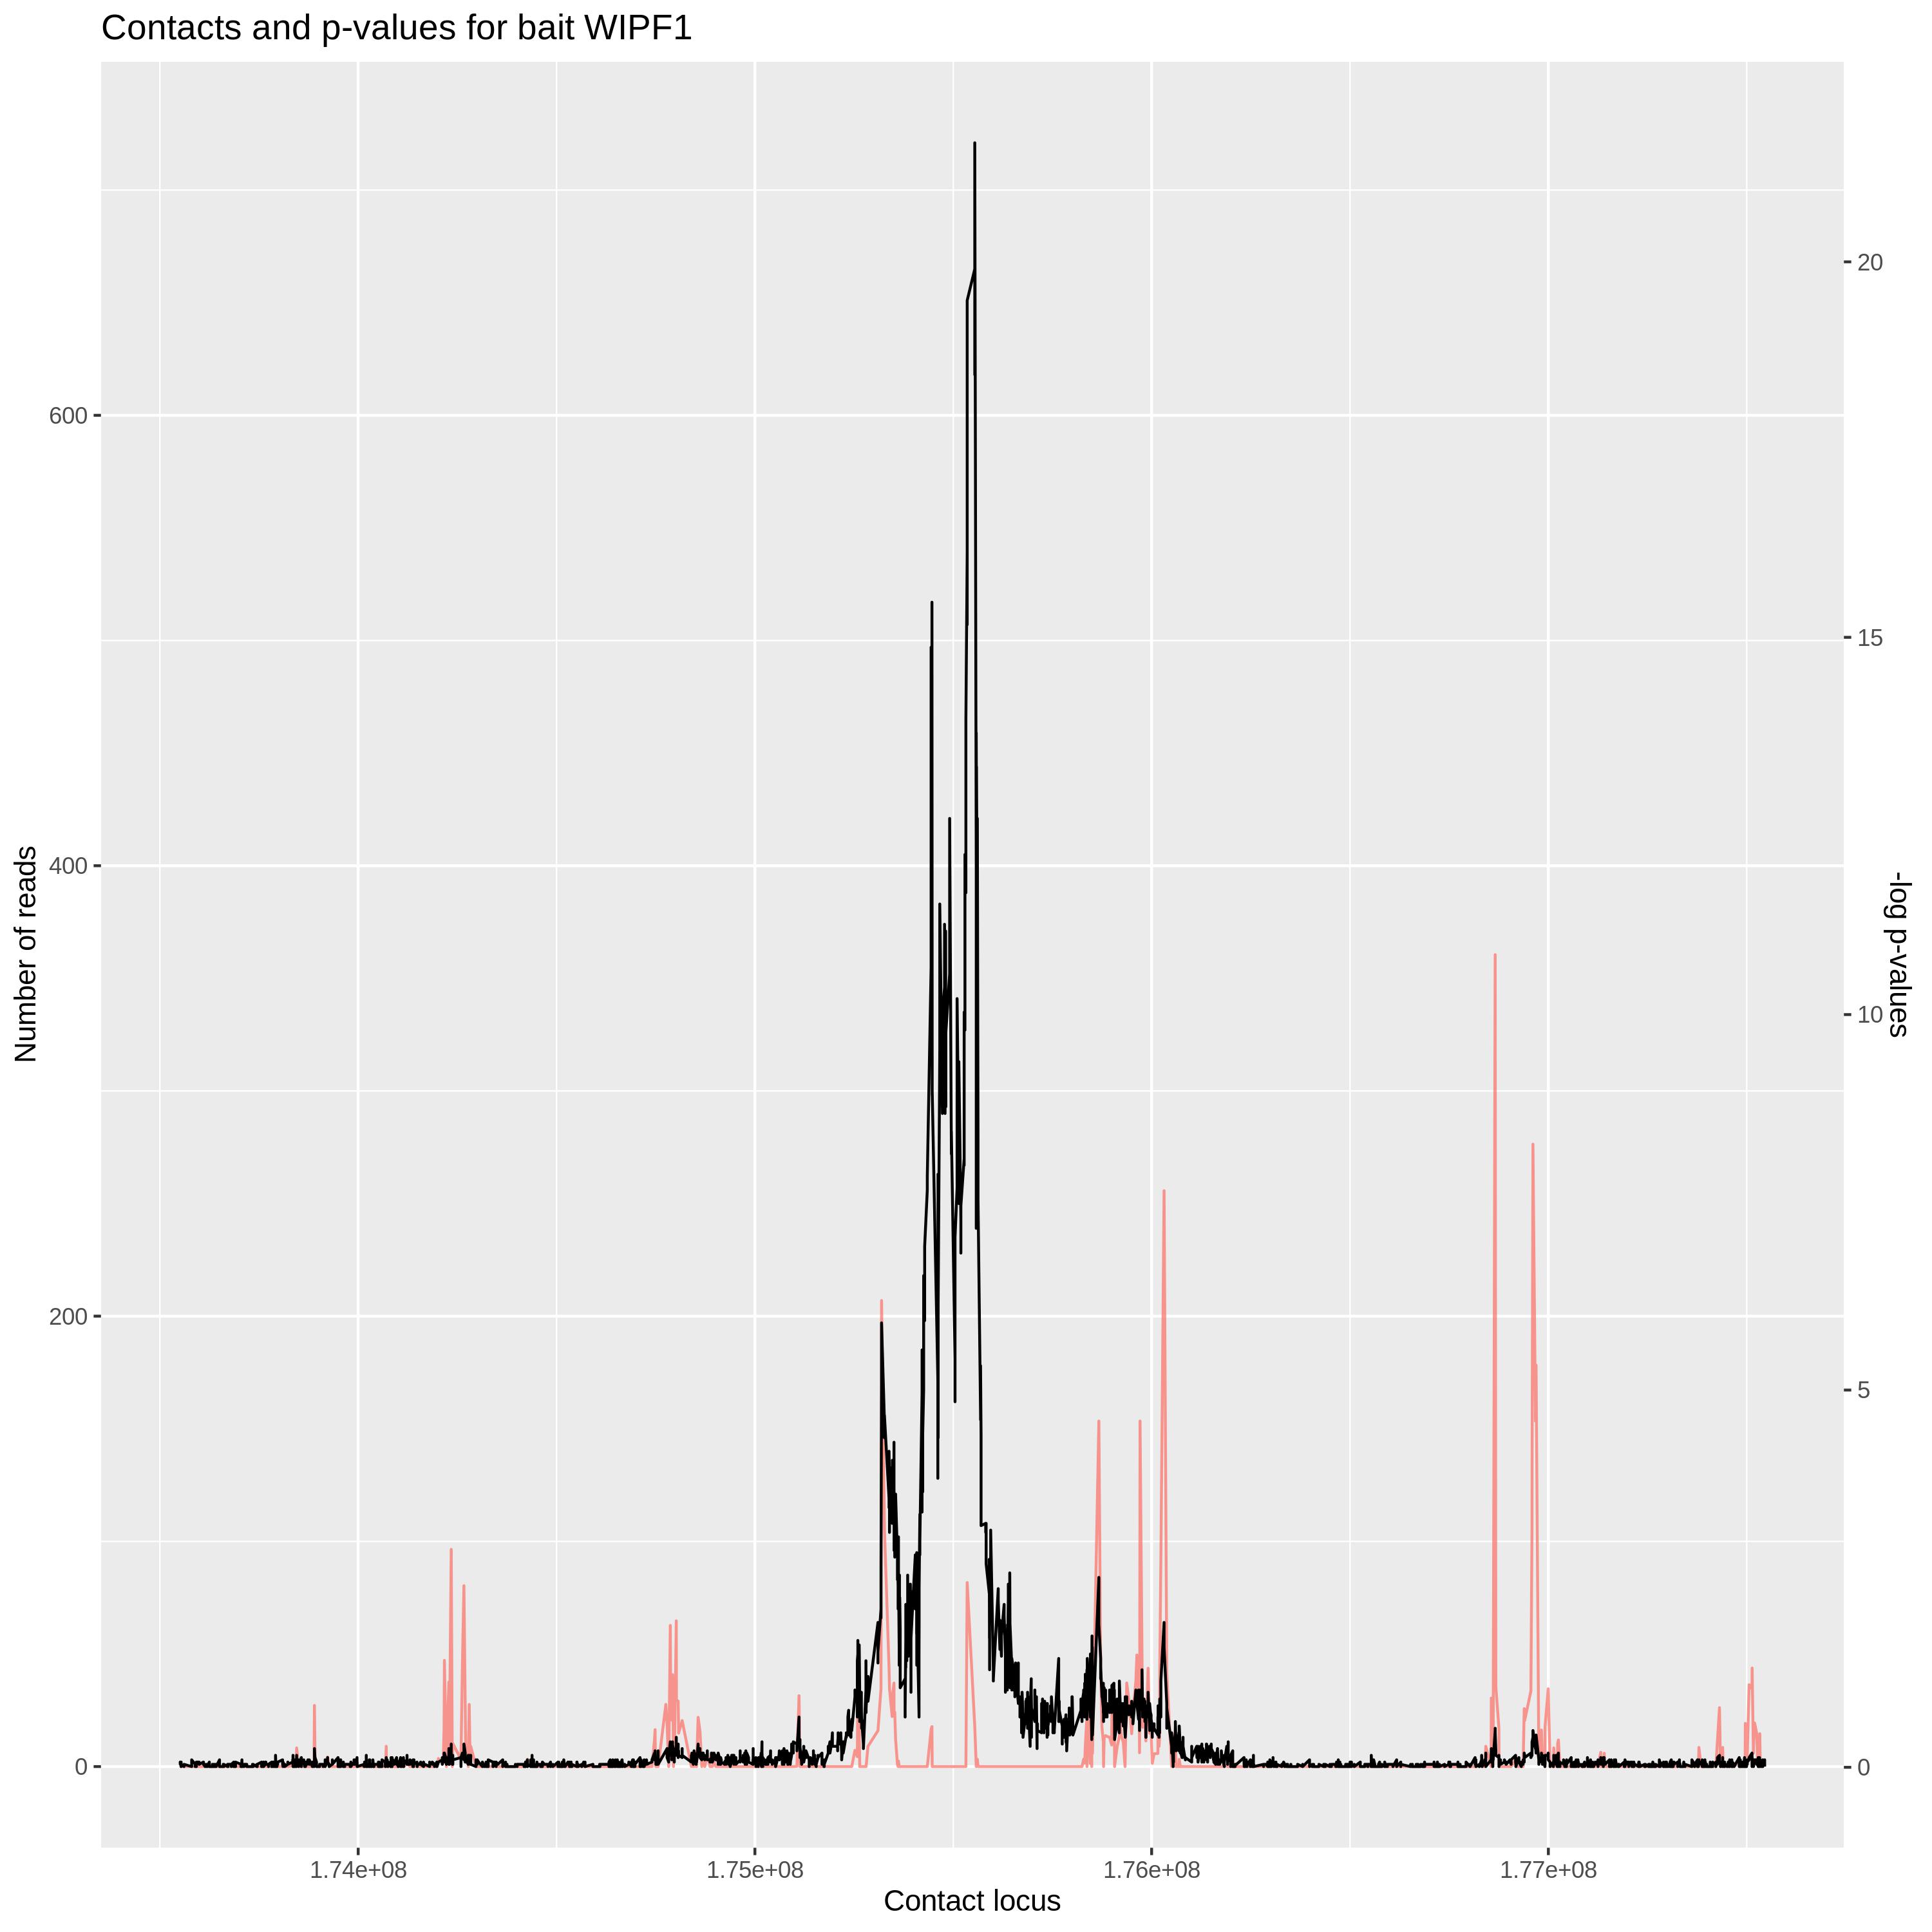 Contacts and p-values for bait WIPF1
Number of reads
600
400
200
0
20
15
10
5
0
-log p-values
1.74e+08
1.75e+08
1.76e+08
1.77e+08
Contact locus